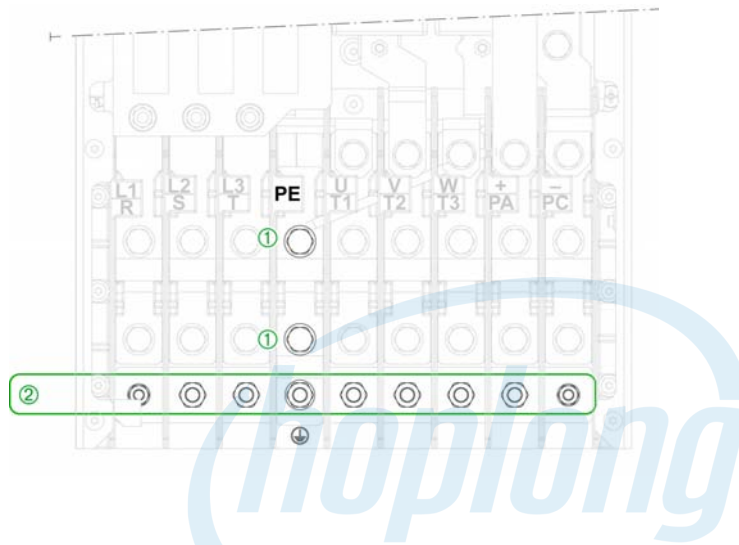 L1 L2 L3 PE U V W + –
R S T T1 T2 T3 PA PC
①
①
②
hoplong